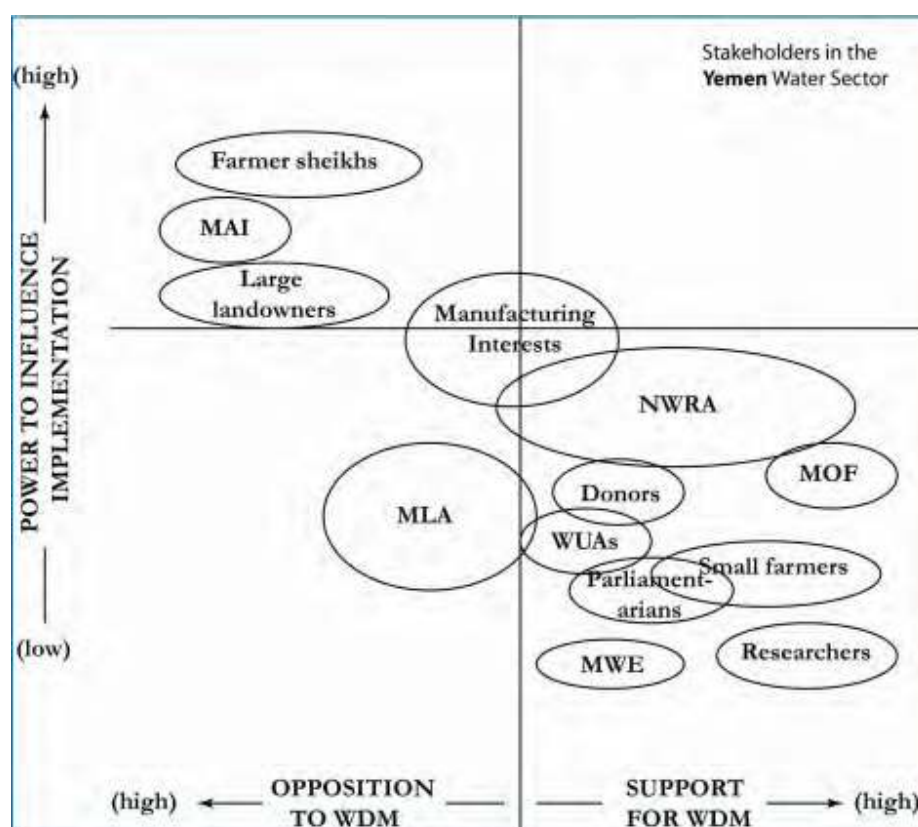 Stakeholders in the
Yemen Water Sector
(high)
POWER TO INFLUENCE
IMPLEMENTATION
(low)
Farmer sheikhs
MAI
Large
landowners
Manufacturing
Interests
NWRA
MOF
MLA
Donors
WUAs
Small farmers
Parliament-
arians
MWE
Researchers
(high)
OPPOSITION
TO WDM
SUPPORT
FOR WDM
(high)